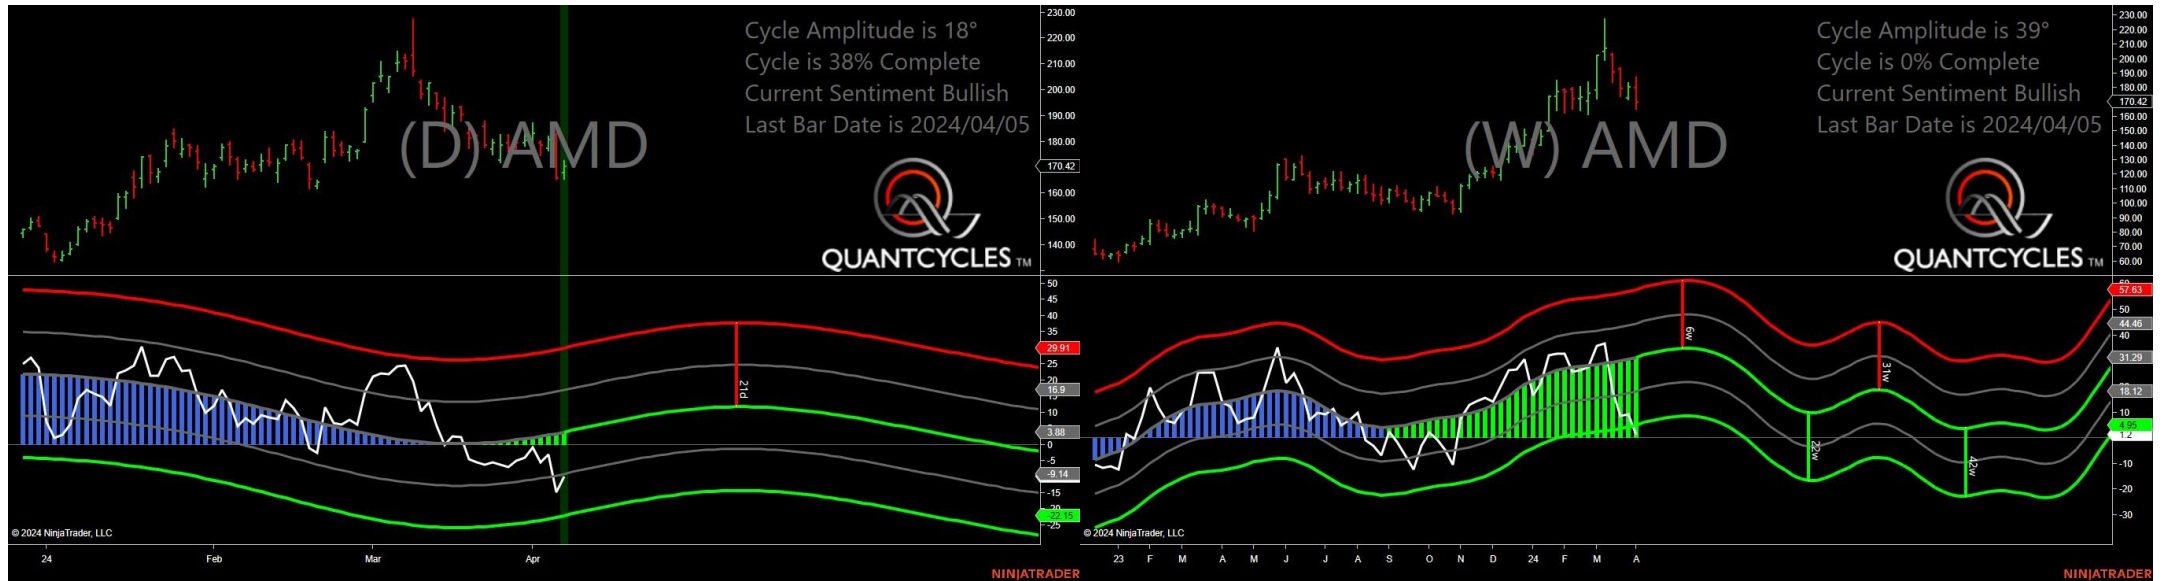 Cycle Amplitude is 18°
Cycle is 38% Complete
Current Sentiment Bullish
Last Bar Date is 2024/04/05
(D) AMD
QUANTCYCLES TM
230.00
220.00
210.00
200.00
190.00
180.00
170.42
160.00
150.00
140.00
50
45
40
35
29.91
25
20
16.9
10
3.88
0
-5
-9.14
-15
-22.15
-25
21d
© 2024 NinjaTrader, LLC
24 Feb Mar Apr
NINJATRADER
Cycle Amplitude is 39°
Cycle is 0% Complete
Current Sentiment Bullish
Last Bar Date is 2024/04/05
(W) AMD
QUANTCYCLES TM
230.00
220.00
210.00
200.00
190.00
180.00
170.42
160.00
150.00
140.00
130.00
120.00
110.00
100.00
90.00
80.00
70.00
60.00
57.63
50
44.46
40
31.29
18.12
10
4.95
1.2
-10
-20
-30
6w
22w
31w
42w
© 2024 NinjaTrader, LLC
23 F M A M J J A S O N D 24 F M A
NINJATRADER